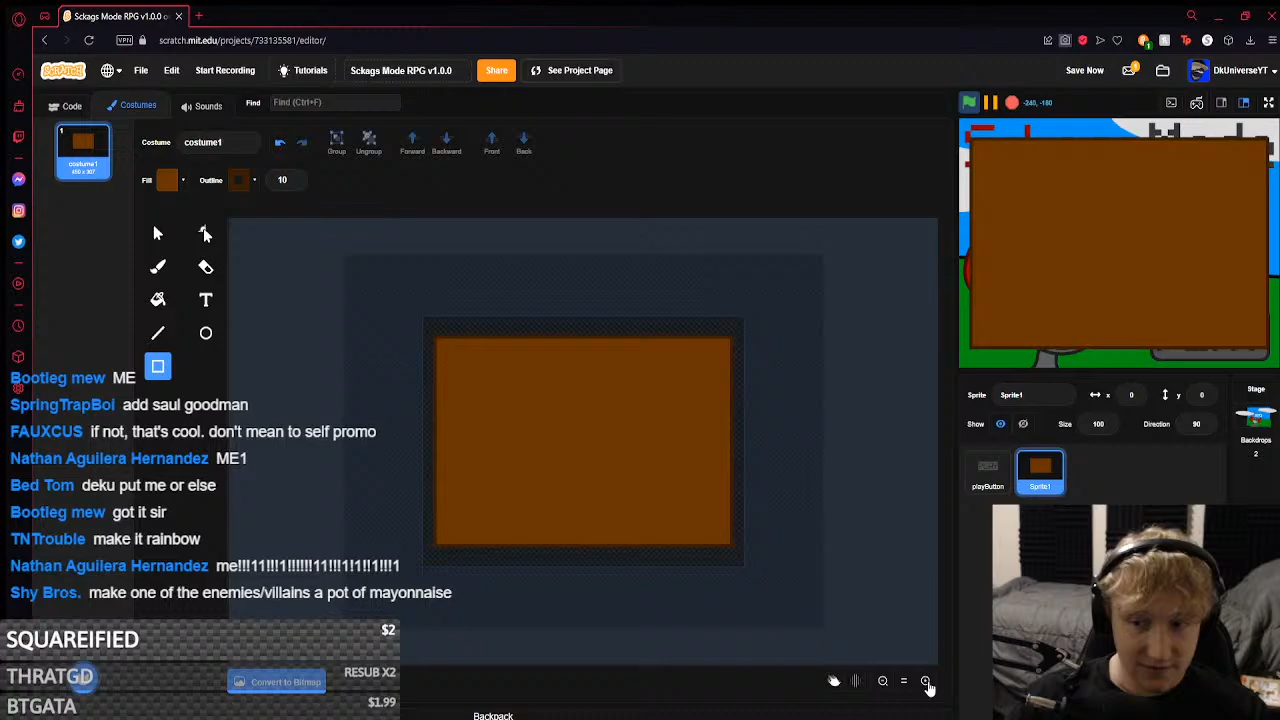 Sckags Mode RPG v1.0.0 o
VPN
scratch.mit.edu/projects/733135581/editor/
SCRATCH
File
Edit
Start Recording
Tutorials
Sckags Mode RPG v1.0.0
Share
See Project Page
Save Now
DkUniverseYT
Code
Costumes
Sounds
Find
Find (Ctrl+F)
-240, -180
1
costume1
450 x 307
Costume
costume1
Group
Ungroup
Forward
Backward
Front
Back
Fill
Outline
10
Sprite
Sprite1
x
0
y
0
Show
Size
100
Direction
90
Stage
Backdrops
2
playButton
Sprite1
Bootleg mew ME
SpringTrapBoi add saul goodman
FAUXCUS if not, that's cool. don't mean to self promo
Nathan Aguilera Hernandez ME1
Bed Tom deku put me or else
Bootleg mew got it sir
TNTrouble make it rainbow
Nathan Aguilera Hernandez me!!!11!!!1!!!!!!11!!!1!1!!1!!!1
Shy Bros. make one of the enemies/villains a pot of mayonnaise
SQUAREIFIED $2
THRATGD RESUB X2
BTGATA $1.99
Convert to Bitmap
Backpack